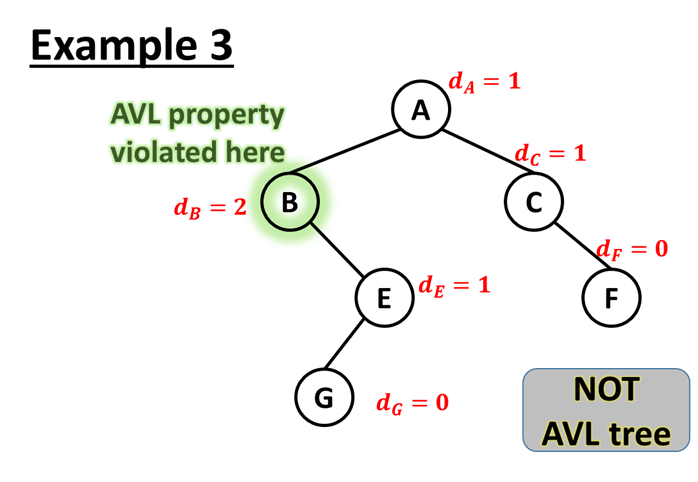 Example 3
d_A = 1
A
AVL property
violated here
d_C = 1
d_B = 2
B
C
d_F = 0
E
d_E = 1
F
G
d_G = 0
NOT
AVL tree